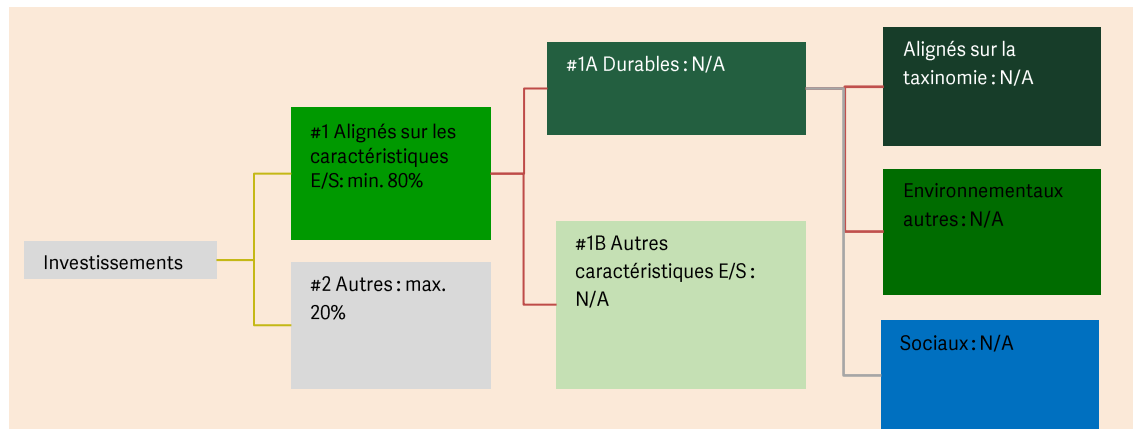 Investissements
#1 Alignés sur les
caractéristiques
E/S: min. 80%
#2 Autres : max.
20%
#1A Durables : N/A
#1B Autres
caractéristiques E/S :
N/A
Alignés sur la
taxinomie : N/A
Environnementaux
autres : N/A
Sociaux : N/A